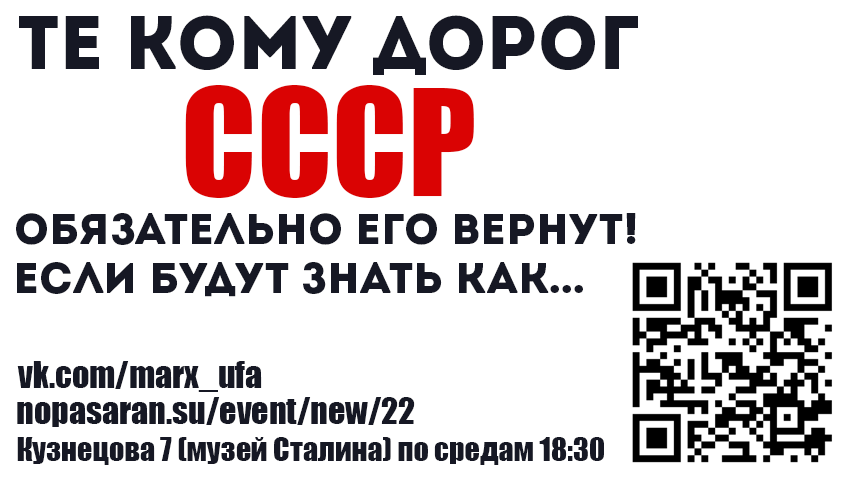 ТЕ КОМУ ДОРОГ
СССР
ОБЯЗАТЕЛЬНО ЕГО ВЕРНУТ!
ЕСЛИ БУДУТ ЗНАТЬ КАК...
vk.com/marx_ufa
nopasaran.su/event/new/22
Кузнецова 7 (музей Сталина) по средам 18:30